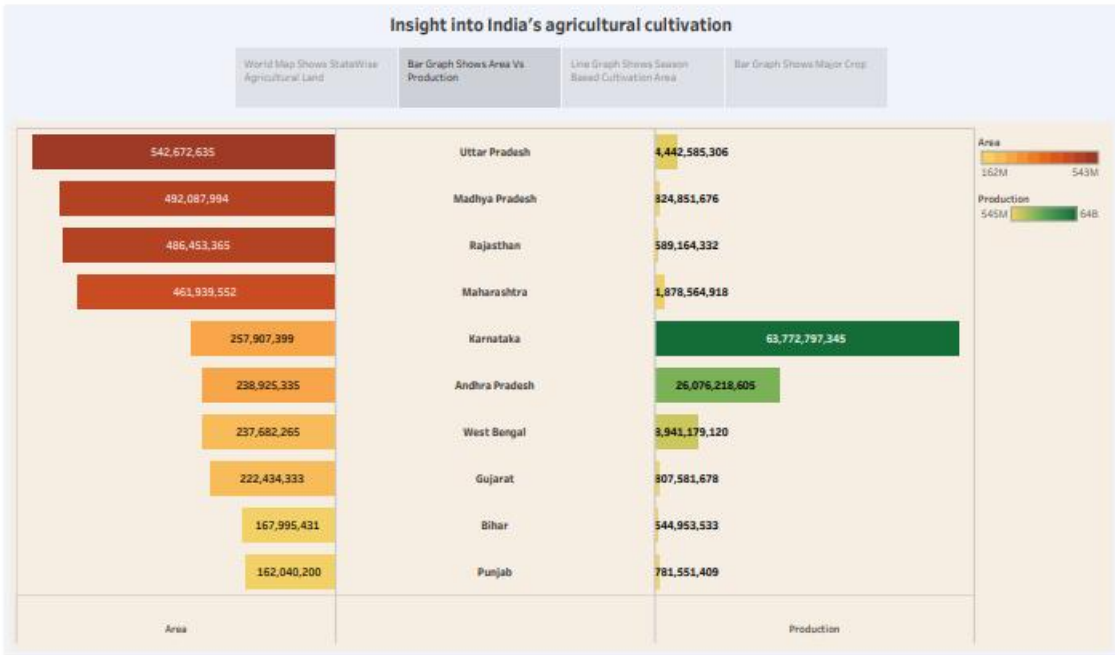 Insight into India's agricultural cultivation
World Map Shows StateWise
Agricultural Land
Bar Graph Shows Area Vs
Production
Line Graph Shows Season
Based Cultivation Area
Bar Graph Shows Major Crop
542,672,635 Uttar Pradesh 4,442,585,306
492,087,994 Madhya Pradesh 824,851,676
486,453,365 Rajasthan 589,164,332
461,939,552 Maharashtra 1,878,564,918
257,907,399 Karnataka 63,772,797,345
238,925,335 Andhra Pradesh 26,076,218,605
237,682,265 West Bengal 8,941,179,120
222,434,333 Gujarat 807,581,678
167,995,431 Bihar 544,953,533
162,040,200 Punjab 781,551,409
Area Production
Area
162M 543M
Production
545M 64B